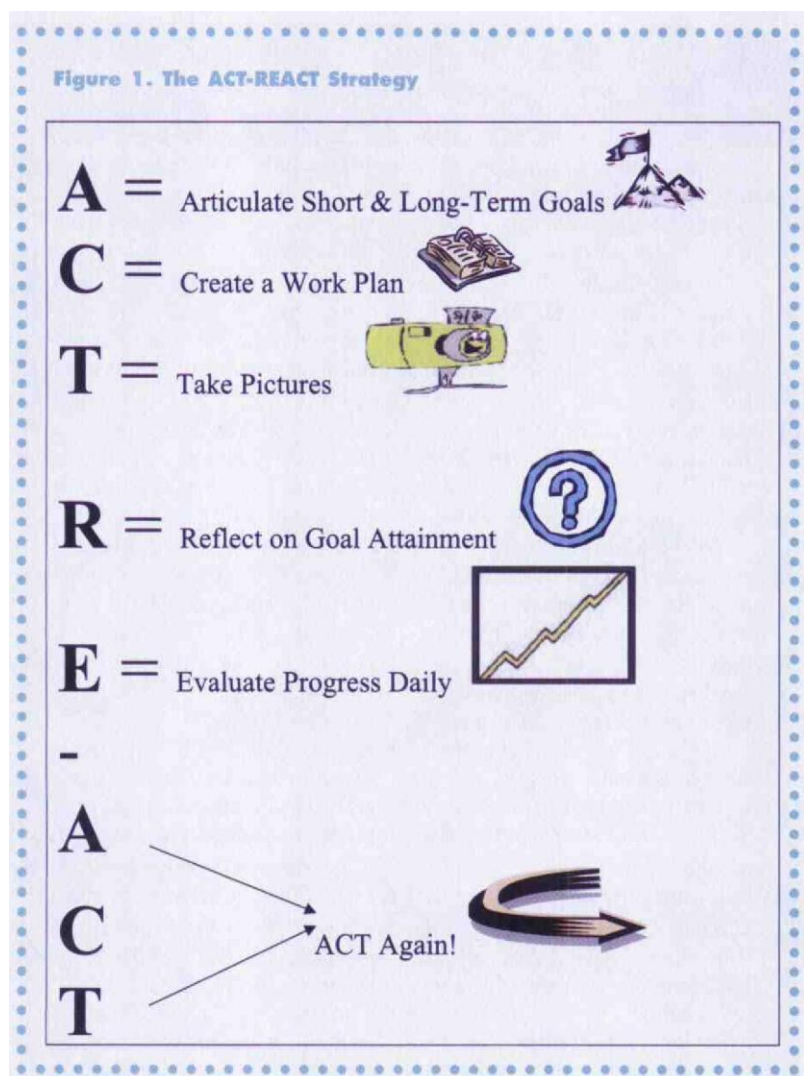 Figure 1. The ACT-REACT Strategy
A = Articulate Short & Long-Term Goals
C = Create a Work Plan
T = Take Pictures
R = Reflect on Goal Attainment
?
E = Evaluate Progress Daily
-
A
C ACT Again!
T